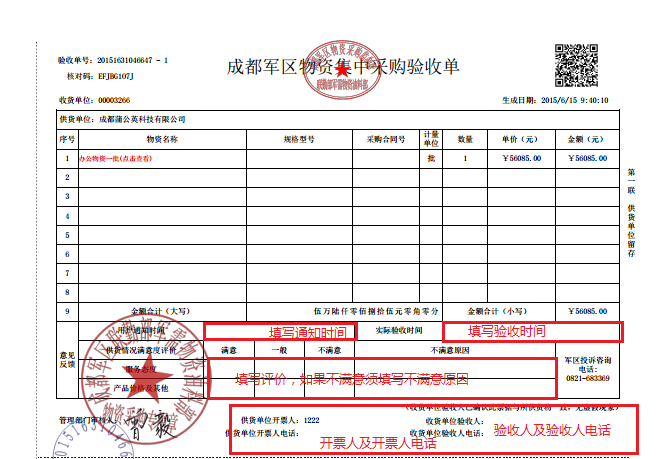 验收单号：20151631046647 - 1
核对码：EFJBG107J
成都军区物资集中采购验收单
收货单位：00003266
生成日期：2015/6/15 9:40:10
供货单位：成都蒲公英科技有限公司
序号 物资名称 规格型号 采购合同号 计量单位 数量 单价（元） 金额（元）
1 办公物资一批(点击查看) 批 1 ￥56085.00 ￥56085.00
2
3
4
5
6
7
8
9 金额合计（大写） 伍万陆仟零佰捌拾伍元零角零分 金额合计（小写） ￥56085.00
第一联 供货单位留存
意见反馈
用户通知时间 填写通知时间 实际验收时间 填写验收时间
供货情况满意度评价 满意 一般 不满意 不满意原因
服务态度
产品价格及其他
填写评价，如果不满意须填写不满意原因
军区投诉咨询
电话：
0821-683369
（收货单位验收人已确认此票据与所供货物一致，无虚假现象）
管理部门审核人：
供货单位开票人：1222
收货单位验收人：
供货单位开票人电话：
收货单位验收人电话：
开票人及开票人电话
验收人及验收人电话